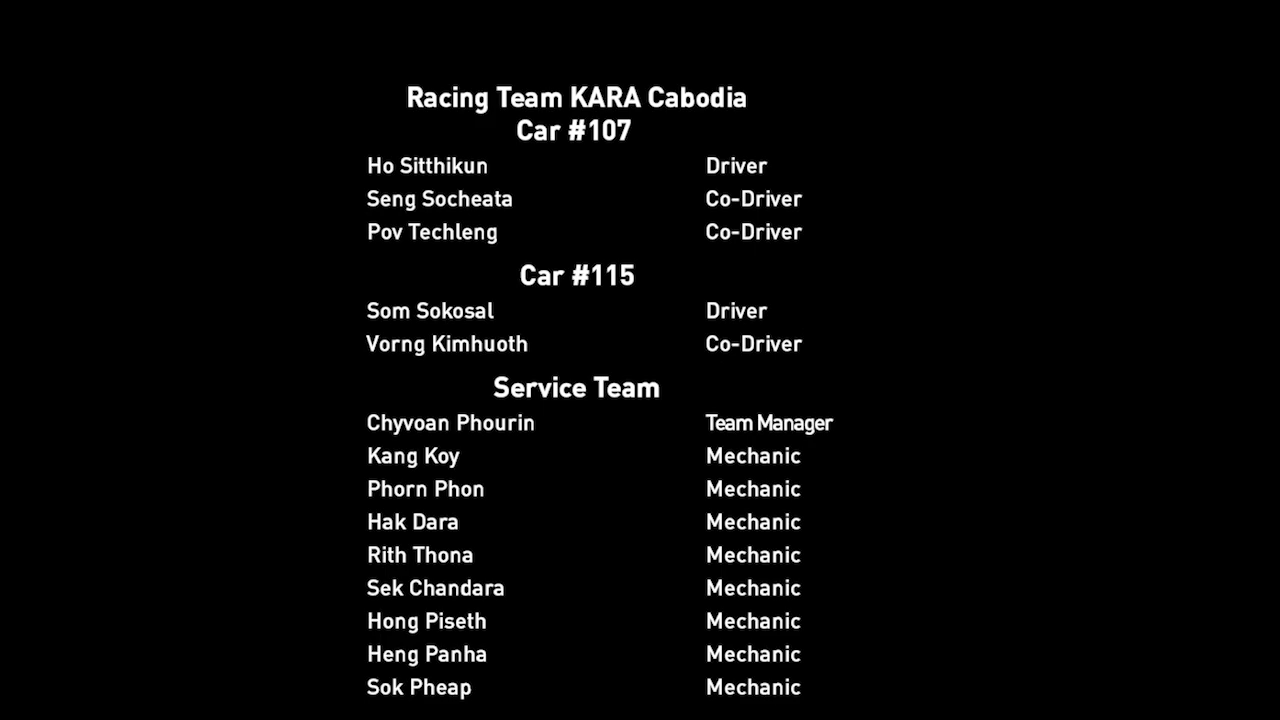 Racing Team KARA Cabodia
Car #107
Ho Sitthikun Driver
Seng Socheata Co-Driver
Pov Techleng Co-Driver
Car #115
Som Sokosal Driver
Vorng Kimhuoth Co-Driver
Service Team
Chyvoan Phourin Team Manager
Kang Koy Mechanic
Phorn Phon Mechanic
Hak Dara Mechanic
Rith Thona Mechanic
Sek Chandara Mechanic
Hong Piseth Mechanic
Heng Panha Mechanic
Sok Pheap Mechanic